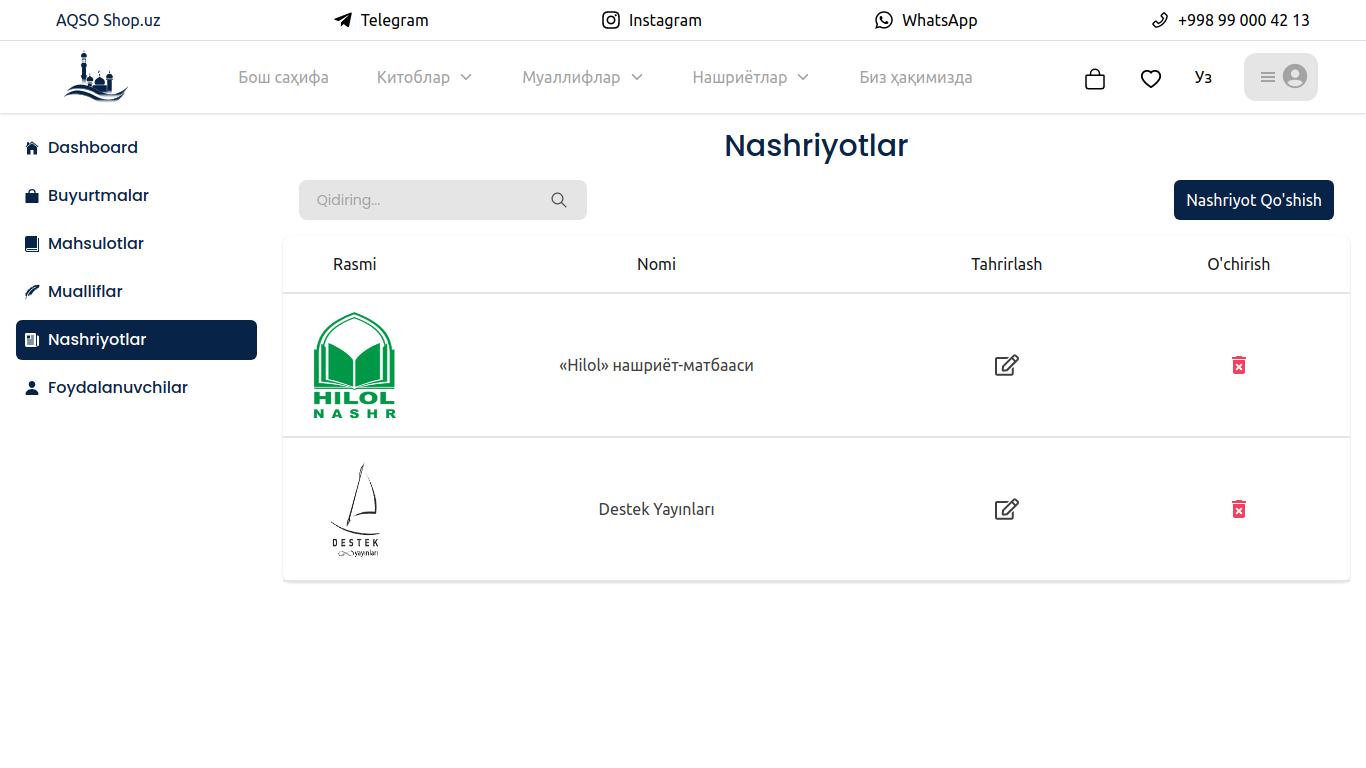 AQSO Shop.uz Telegram Instagram WhatsApp +998 99 000 42 13
Бош саҳифа Китоблар Муаллифлар Нашриётлар Биз ҳақимизда Уз
Dashboard
Buyurtmalar
Mahsulotlar
Mualliflar
Nashriyotlar
Foydalanuvchilar
Nashriyotlar
Qidiring...
Nashriyot Qo'shish
Rasmi Nomi Tahrirlash O'chirish
HILOL
NASHR
«Hilol» нашриёт-матбааси
DESTEK
yayınları
Destek Yayınları